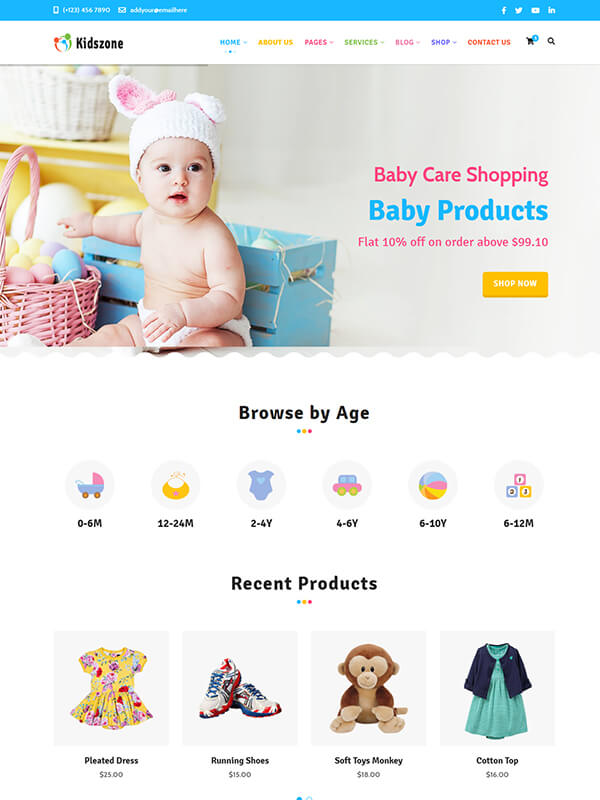 (+123) 456 7890 addyour@emailhere
Kidszone
HOME ABOUT US PAGES SERVICES BLOG SHOP CONTACT US 0
Baby Care Shopping
Baby Products
Flat 10% off on order above $99.10
SHOP NOW
Browse by Age
0-6M 12-24M 2-4Y 4-6Y 6-10Y 6-12M
Recent Products
Pleated Dress Running Shoes Soft Toys Monkey Cotton Top
$25.00 $15.00 $18.00 $16.00